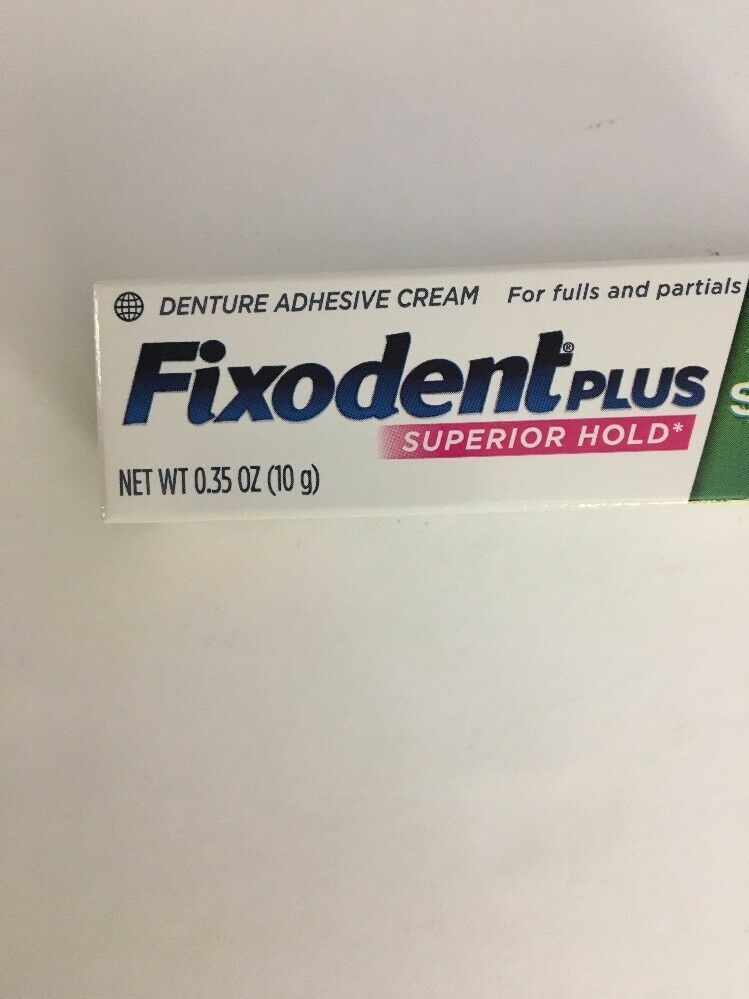 DENTURE ADHESIVE CREAM For fulls and partials
Fixodent® PLUS
SUPERIOR HOLD*
NET WT 0.35 OZ (10 g)